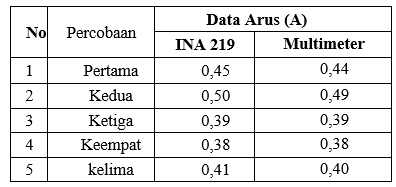 No Percobaan Data Arus (A)
INA 219 Multimeter
1 Pertama 0,45 0,44
2 Kedua 0,50 0,49
3 Ketiga 0,39 0,39
4 Keempat 0,38 0,38
5 kelima 0,41 0,40